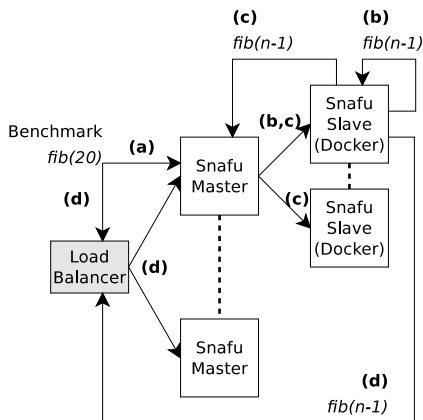 (c)
fib(n-1)
(b)
fib(n-1)
Snafu
Slave
(Docker)
(b,c)
Benchmark
fib(20)
(a)
Snafu
Master
(c)
Snafu
Slave
(Docker)
(d)
Load
Balancer
(d)
Snafu
Master
(d)
fib(n-1)